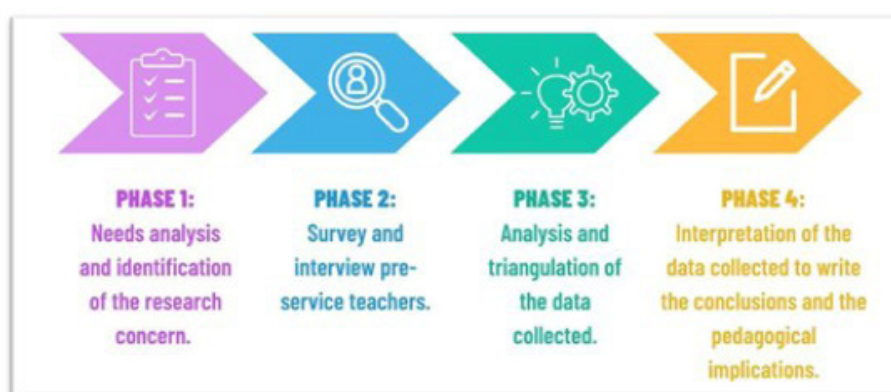 PHASE 1:
Needs analysis
and identification
of the research
concern.
PHASE 2:
Survey and
interview pre-
service teachers.
PHASE 3:
Analysis and
triangulation of
the data
collected.
PHASE 4:
Interpretation of the
data collected to write
the conclusions and the
pedagogical
implications.